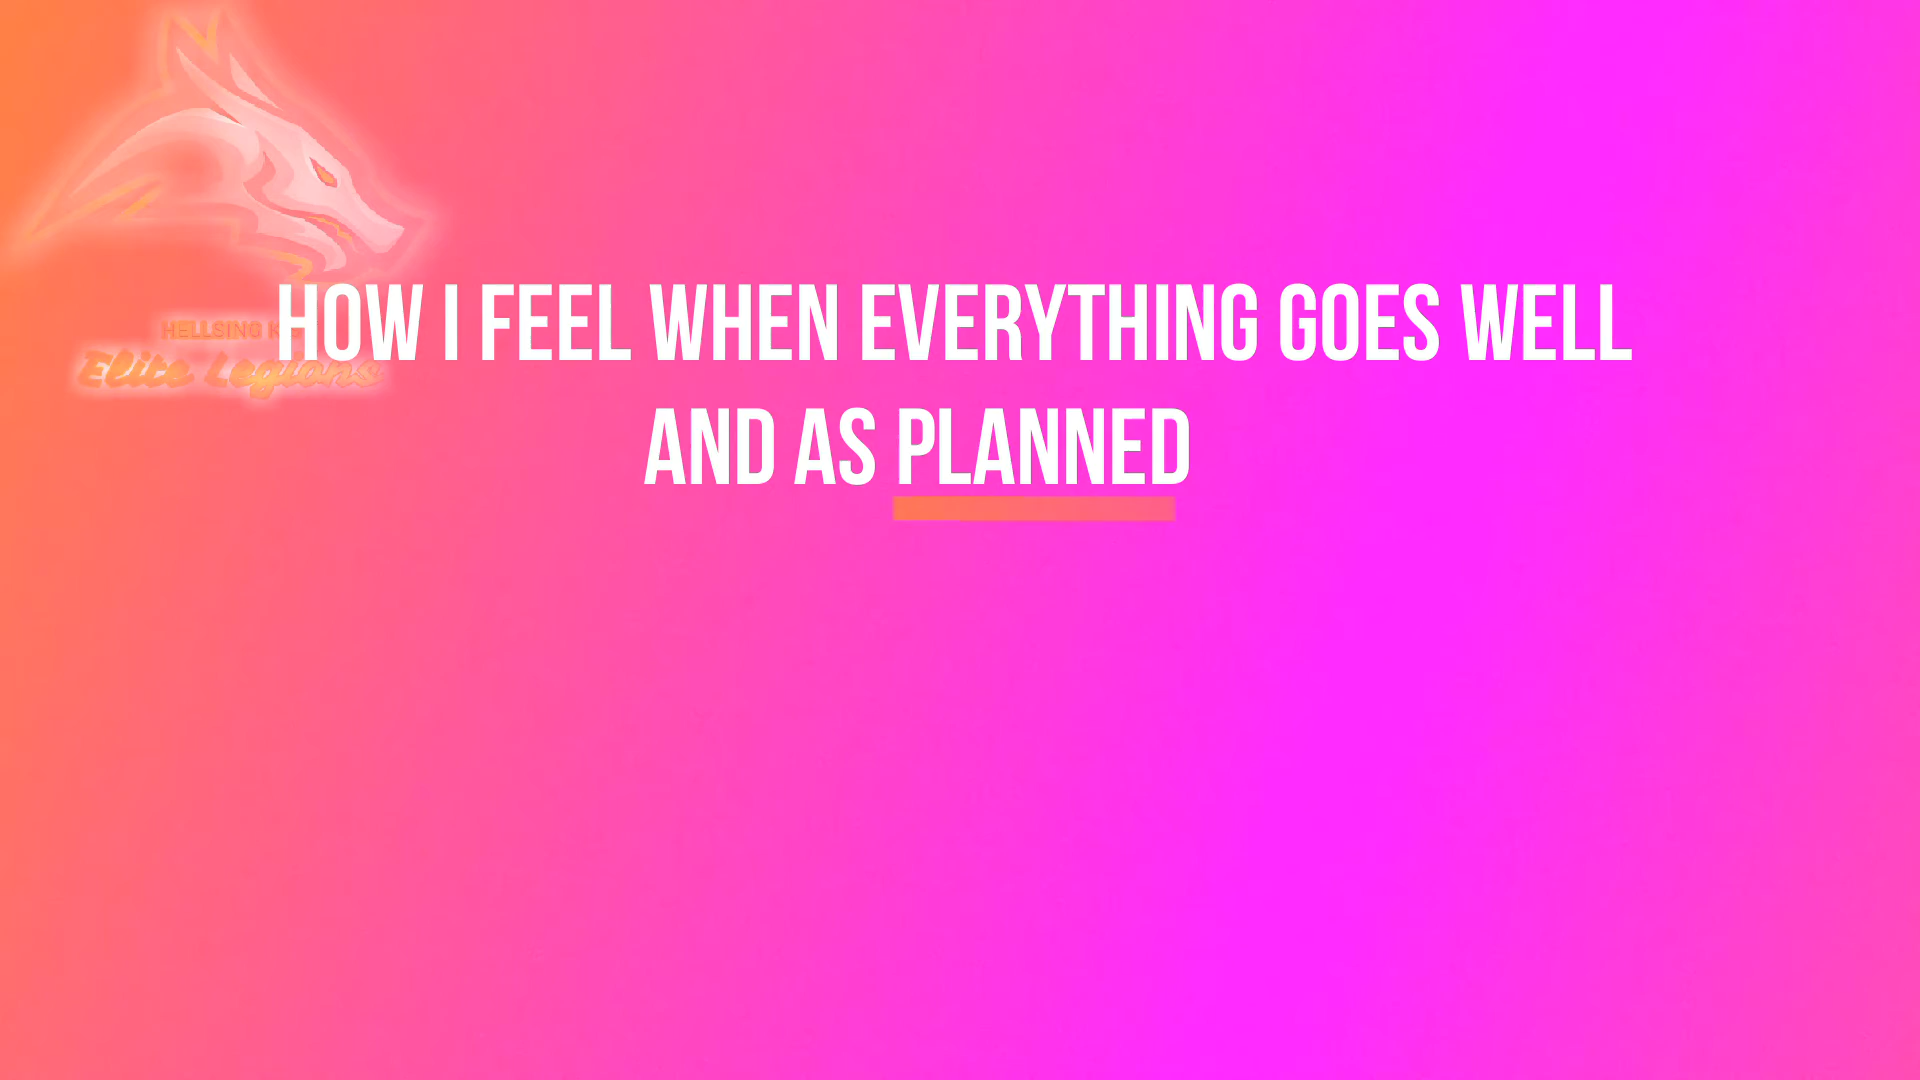 HELLSING K
Elite Legions
HOW I FEEL WHEN EVERYTHING GOES WELL
AND AS PLANNED